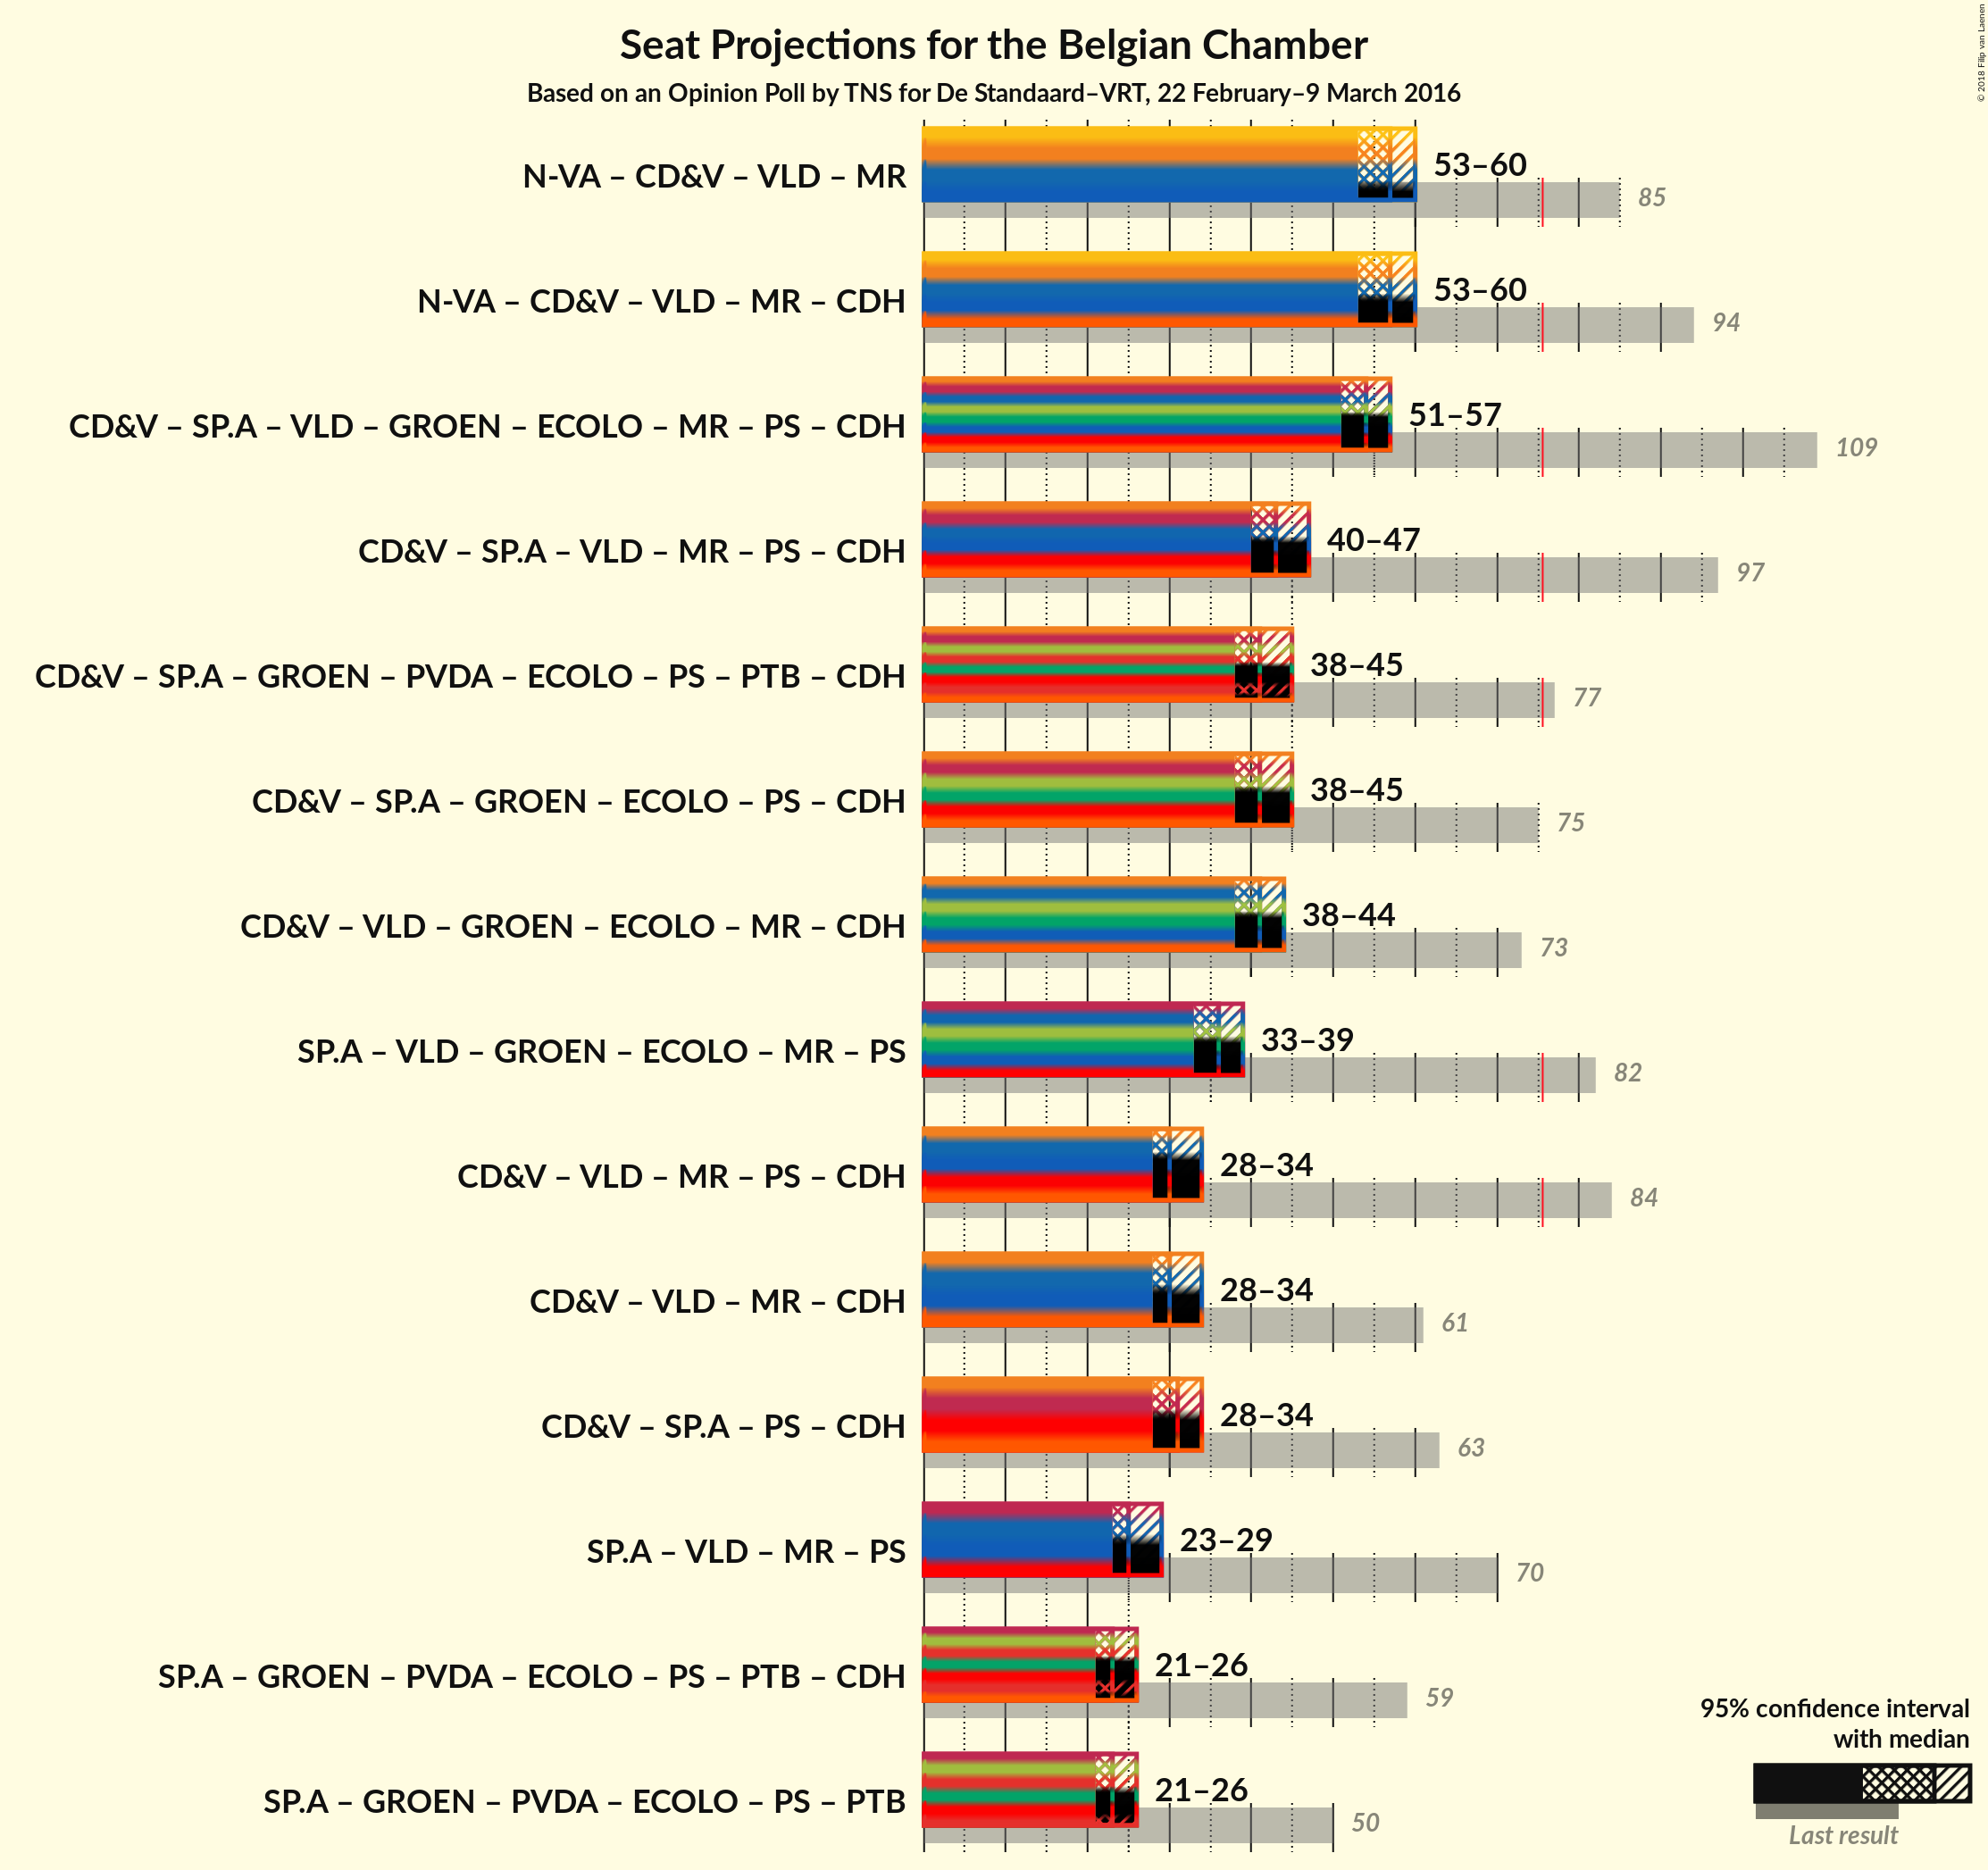 Seat Projections for the Belgian Chamber
Based on an Opinion Poll by TNS for De Standaard–VRT, 22 February–9 March 2016
© 2018 Filip van Laenen
N-VA – CD&V – VLD – MR
53–60
85
N-VA – CD&V – VLD – MR – CDH
53–60
94
CD&V – SP.A – VLD – GROEN – ECOLO – MR – PS – CDH
51–57
109
CD&V – SP.A – VLD – MR – PS – CDH
40–47
97
CD&V – SP.A – GROEN – PVDA – ECOLO – PS – PTB – CDH
38–45
77
CD&V – SP.A – GROEN – ECOLO – PS – CDH
38–45
75
CD&V – VLD – GROEN – ECOLO – MR – CDH
38–44
73
SP.A – VLD – GROEN – ECOLO – MR – PS
33–39
82
CD&V – VLD – MR – PS – CDH
28–34
84
CD&V – VLD – MR – CDH
28–34
61
CD&V – SP.A – PS – CDH
28–34
63
SP.A – VLD – MR – PS
23–29
70
SP.A – GROEN – PVDA – ECOLO – PS – PTB – CDH
21–26
59
SP.A – GROEN – PVDA – ECOLO – PS – PTB
21–26
50
95% confidence interval
with median
Last result